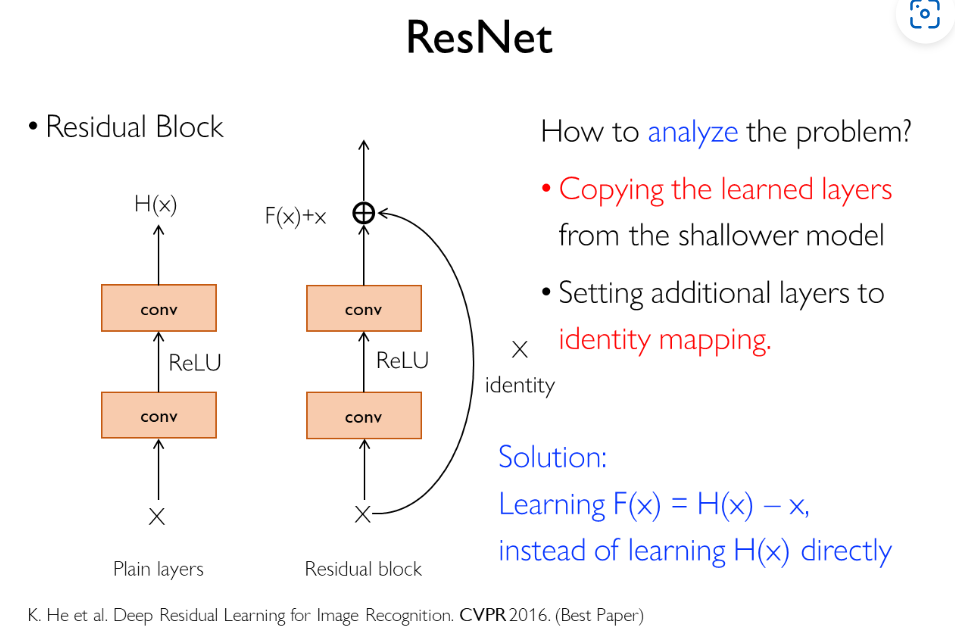 ResNet
• Residual Block
H(x)
conv
ReLU
conv
X
Plain layers
F(x)+x
conv
ReLU
conv
X
Residual block
X
identity
How to analyze the problem?
• Copying the learned layers
from the shallower model
• Setting additional layers to
identity mapping.
Solution:
Learning F(x) = H(x) – x,
instead of learning H(x) directly
K. He et al. Deep Residual Learning for Image Recognition. CVPR 2016. (Best Paper)